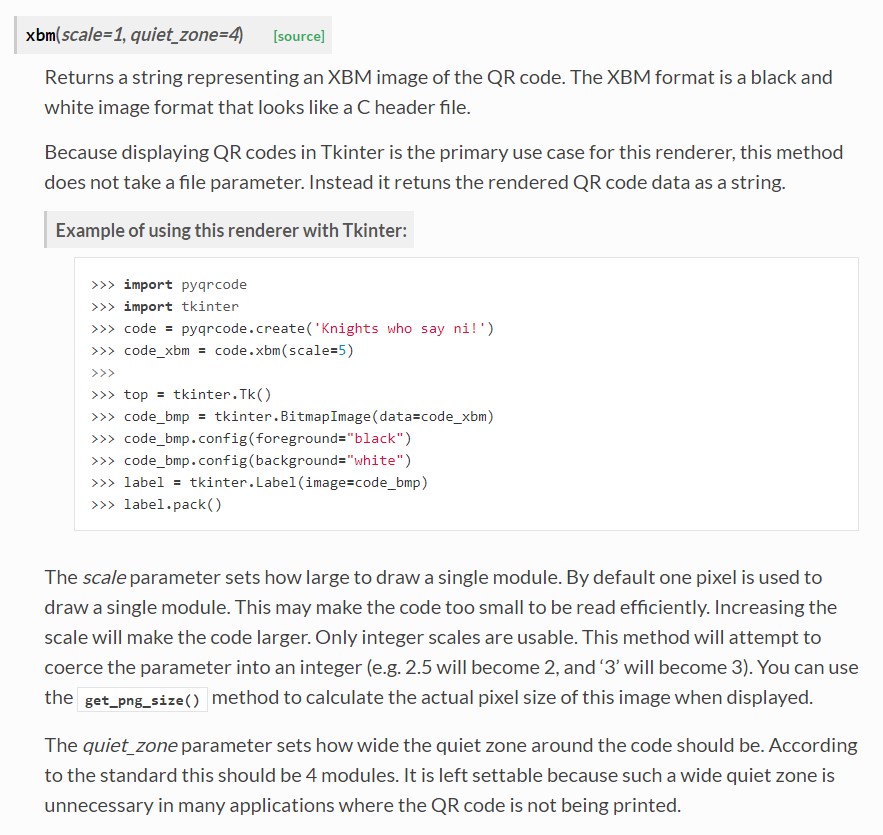 xbm(scale=1, quiet_zone=4) [source]
Returns a string representing an XBM image of the QR code. The XBM format is a black and
white image format that looks like a C header file.
Because displaying QR codes in Tkinter is the primary use case for this renderer, this method
does not take a file parameter. Instead it retuns the rendered QR code data as a string.
Example of using this renderer with Tkinter:
>>> import pyqrcode
>>> import tkinter
>>> code = pyqrcode.create('Knights who say ni!')
>>> code_xbm = code.xbm(scale=5)
>>>
>>> top = tkinter.Tk()
>>> code_bmp = tkinter.BitmapImage(data=code_xbm)
>>> code_bmp.config(foreground="black")
>>> code_bmp.config(background="white")
>>> label = tkinter.Label(image=code_bmp)
>>> label.pack()
The scale parameter sets how large to draw a single module. By default one pixel is used to
draw a single module. This may make the code too small to be read efficiently. Increasing the
scale will make the code larger. Only integer scales are usable. This method will attempt to
coerce the parameter into an integer (e.g. 2.5 will become 2, and ‘3’ will become 3). You can use
the get_png_size() method to calculate the actual pixel size of this image when displayed.
The quiet_zone parameter sets how wide the quiet zone around the code should be. According
to the standard this should be 4 modules. It is left settable because such a wide quiet zone is
unnecessary in many applications where the QR code is not being printed.